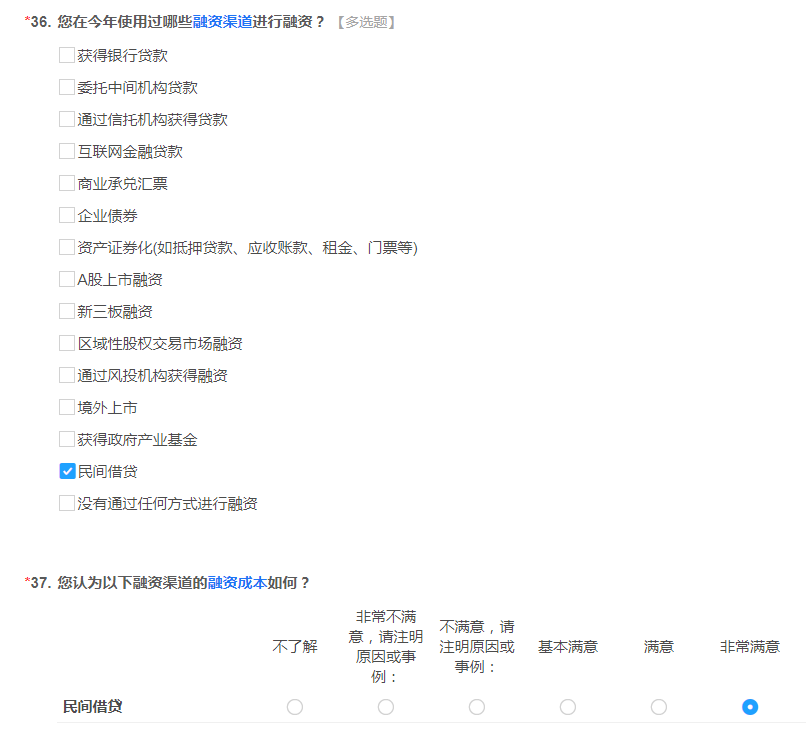 *36. 您在今年使用过哪些融资渠道进行融资？【多选题】
获得银行贷款
委托中间机构贷款
通过信托机构获得贷款
互联网金融贷款
商业承兑汇票
企业债券
资产证券化(如抵押贷款、应收账款、租金、门票等)
A股上市融资
新三板融资
区域性股权交易市场融资
通过风投机构获得融资
境外上市
获得政府产业基金
民间借贷
没有通过任何方式进行融资
*37. 您认为以下融资渠道的融资成本如何？
不了解
非常不满
意，请注明
原因或事
例：
不满意，请
注明原因或
事例：
基本满意
满意
非常满意
民间借贷